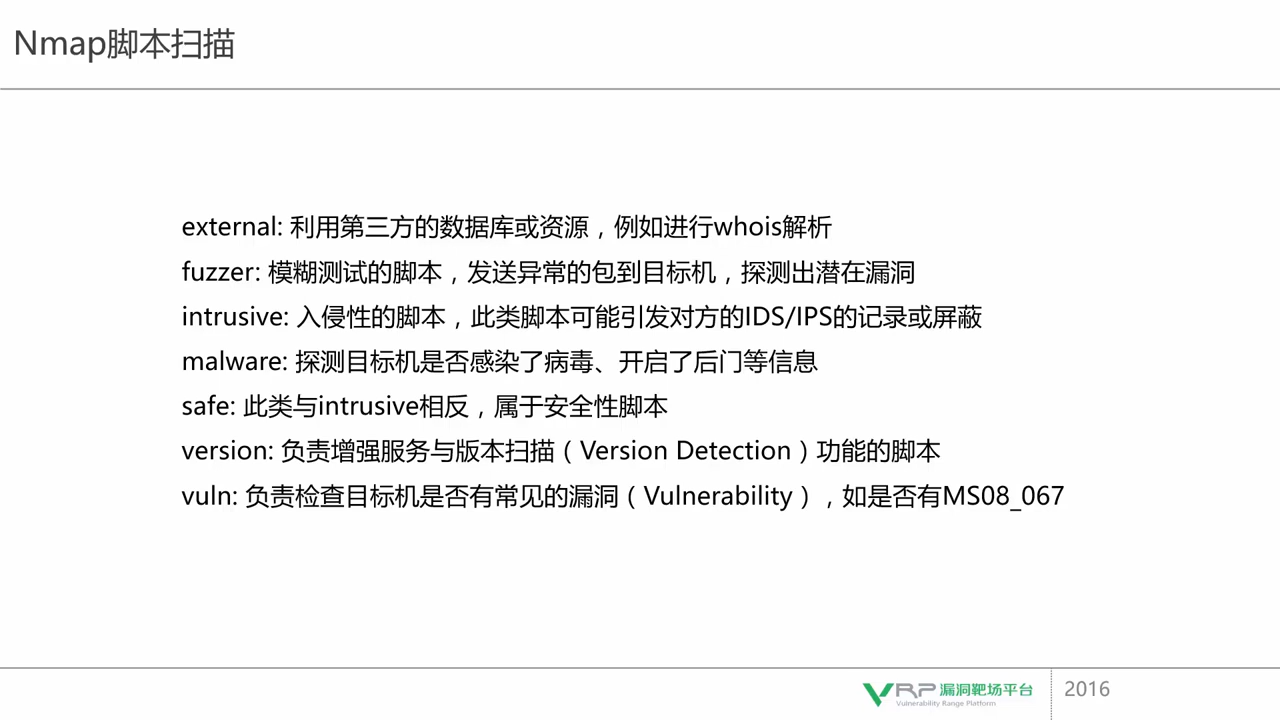 Nmap脚本扫描
external: 利用第三方的数据库或资源，例如进行whois解析
fuzzer: 模糊测试的脚本，发送异常的包到目标机，探测出潜在漏洞
intrusive: 入侵性的脚本，此类脚本可能引发对方的IDS/IPS的记录或屏蔽
malware: 探测目标机是否感染了病毒、开启了后门等信息
safe: 此类与intrusive相反，属于安全性脚本
version: 负责增强服务与版本扫描（Version Detection）功能的脚本
vuln: 负责检查目标机是否有常见的漏洞（Vulnerability），如是否有MS08_067
VRP 漏洞靶场平台
Vulnerability Range Platform
2016